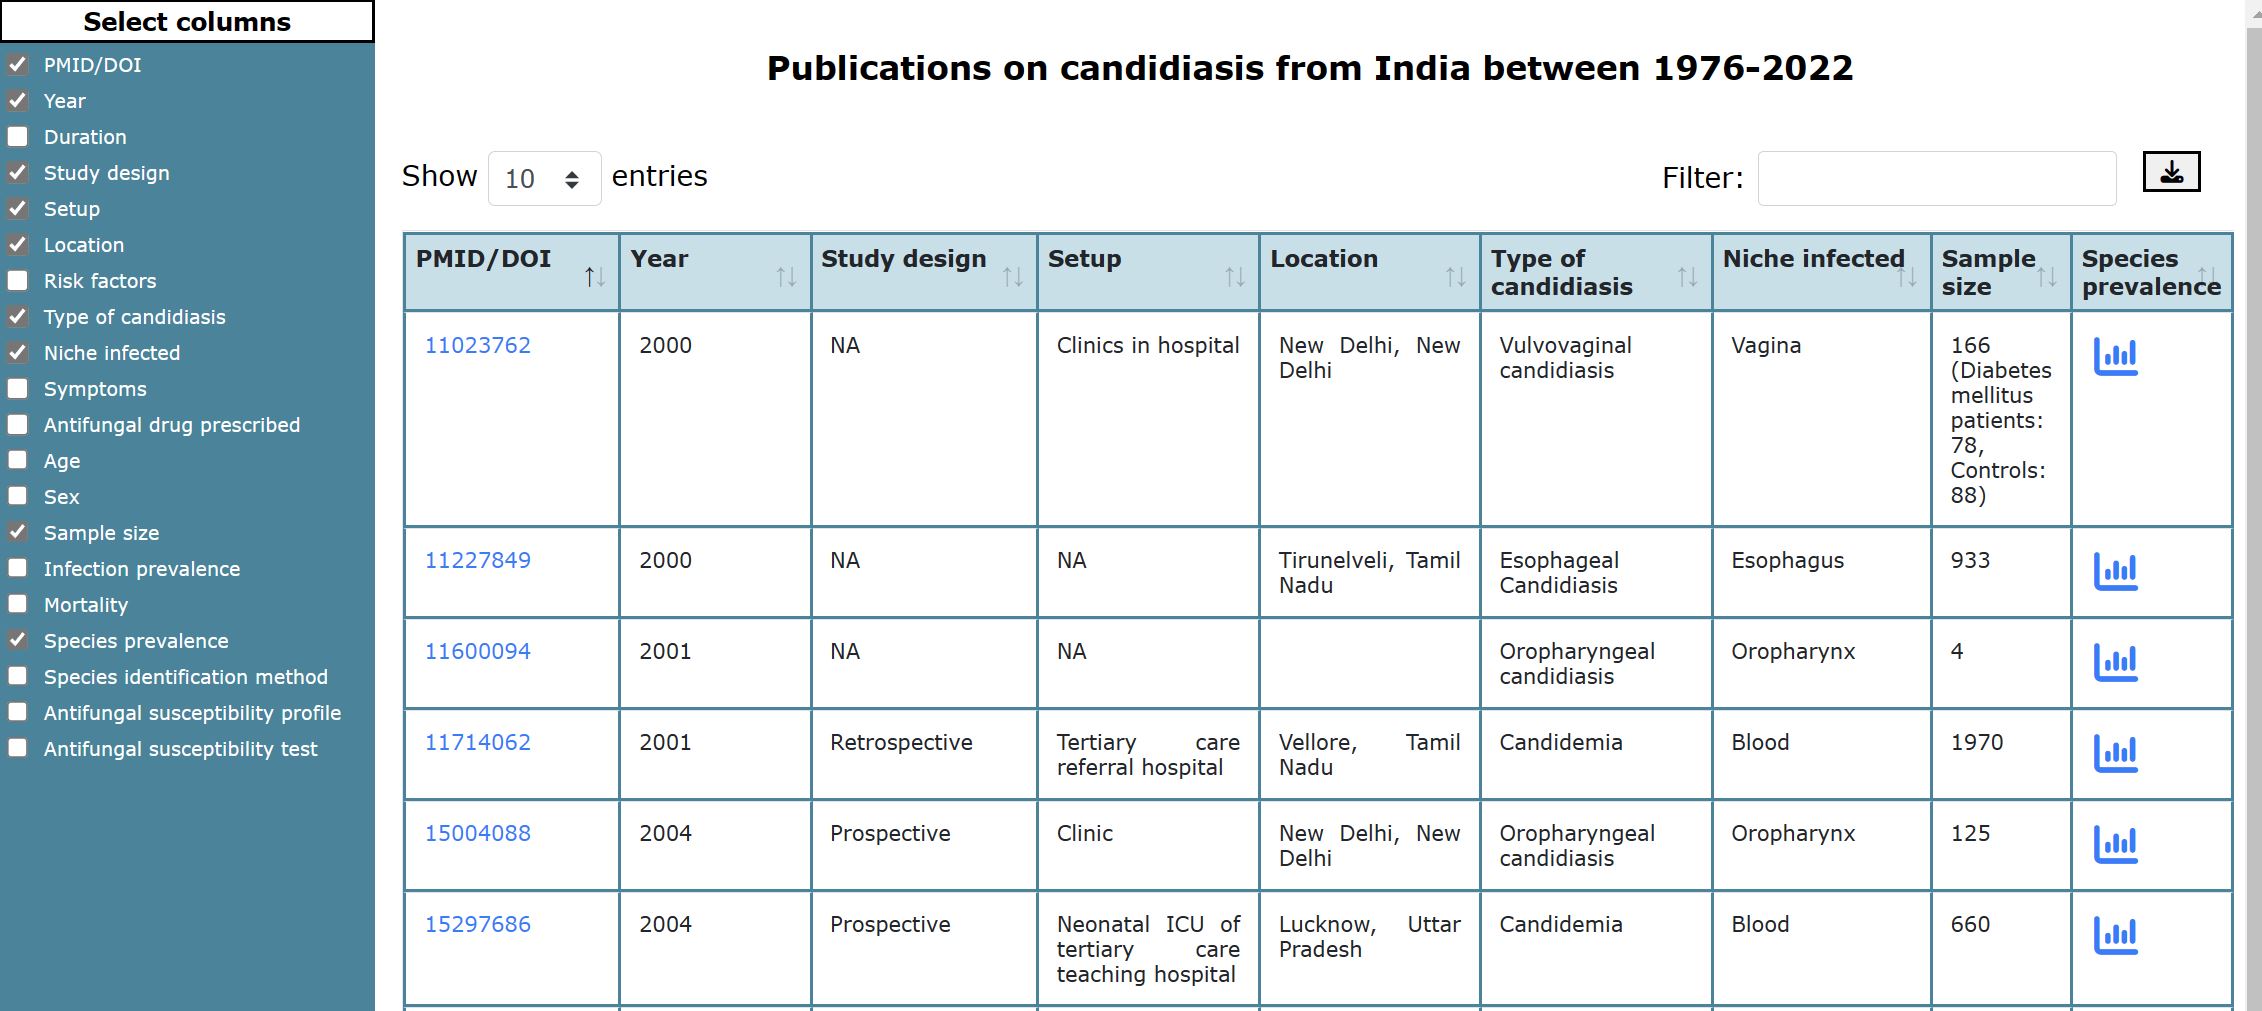 Select columns
PMID/DOI
Year
Duration
Study design
Setup
Location
Risk factors
Type of candidiasis
Niche infected
Symptoms
Antifungal drug prescribed
Age
Sex
Sample size
Infection prevalence
Mortality
Species prevalence
Species identification method
Antifungal susceptibility profile
Antifungal susceptibility test
Publications on candidiasis from India between 1976-2022
Show 10 entries
Filter:
PMID/DOI
Year
Study design
Setup
Location
Type of
candidiasis
Niche infected
Sample
size
Species
prevalence
11023762
2000
NA
Clinics in hospital
New Delhi, New
Delhi
Vulvovaginal
candidiasis
Vagina
166
(Diabetes
mellitus
patients:
78,
Controls:
88)
11227849
2000
NA
NA
Tirunelveli, Tamil
Nadu
Esophageal
Candidiasis
Esophagus
933
11600094
2001
NA
NA
Oropharyngeal
candidiasis
Oropharynx
4
11714062
2001
Retrospective
Tertiary care
referral hospital
Vellore, Tamil
Nadu
Candidemia
Blood
1970
15004088
2004
Prospective
Clinic
New Delhi, New
Delhi
Oropharyngeal
candidiasis
Oropharynx
125
15297686
2004
Prospective
Neonatal ICU of
tertiary care
teaching hospital
Lucknow, Uttar
Pradesh
Candidemia
Blood
660